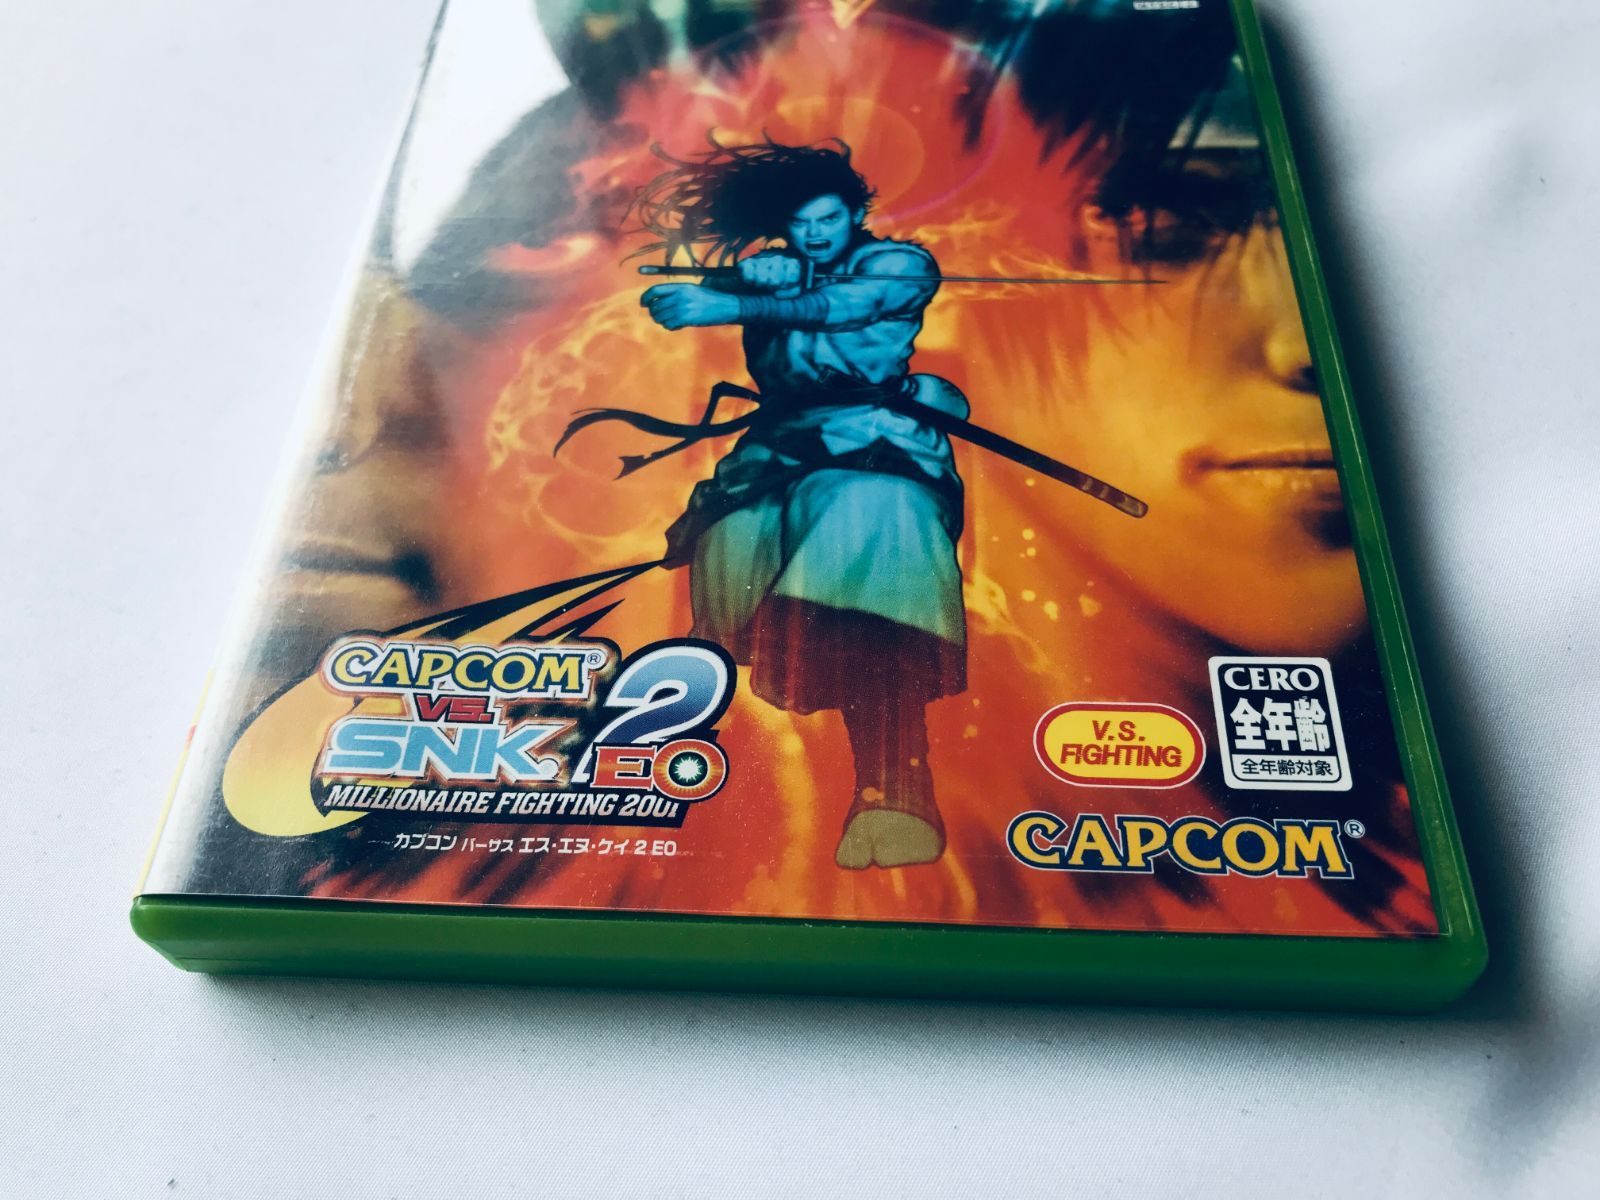 CAPCOM®
VS.
SNK 2
EO
MILLIONAIRE FIGHTING 2001
カプコン バーサス エス・エヌ・ケイ 2 EO
V.S.
FIGHTING
CERO
全年齢
全年齢対象
CAPCOM®